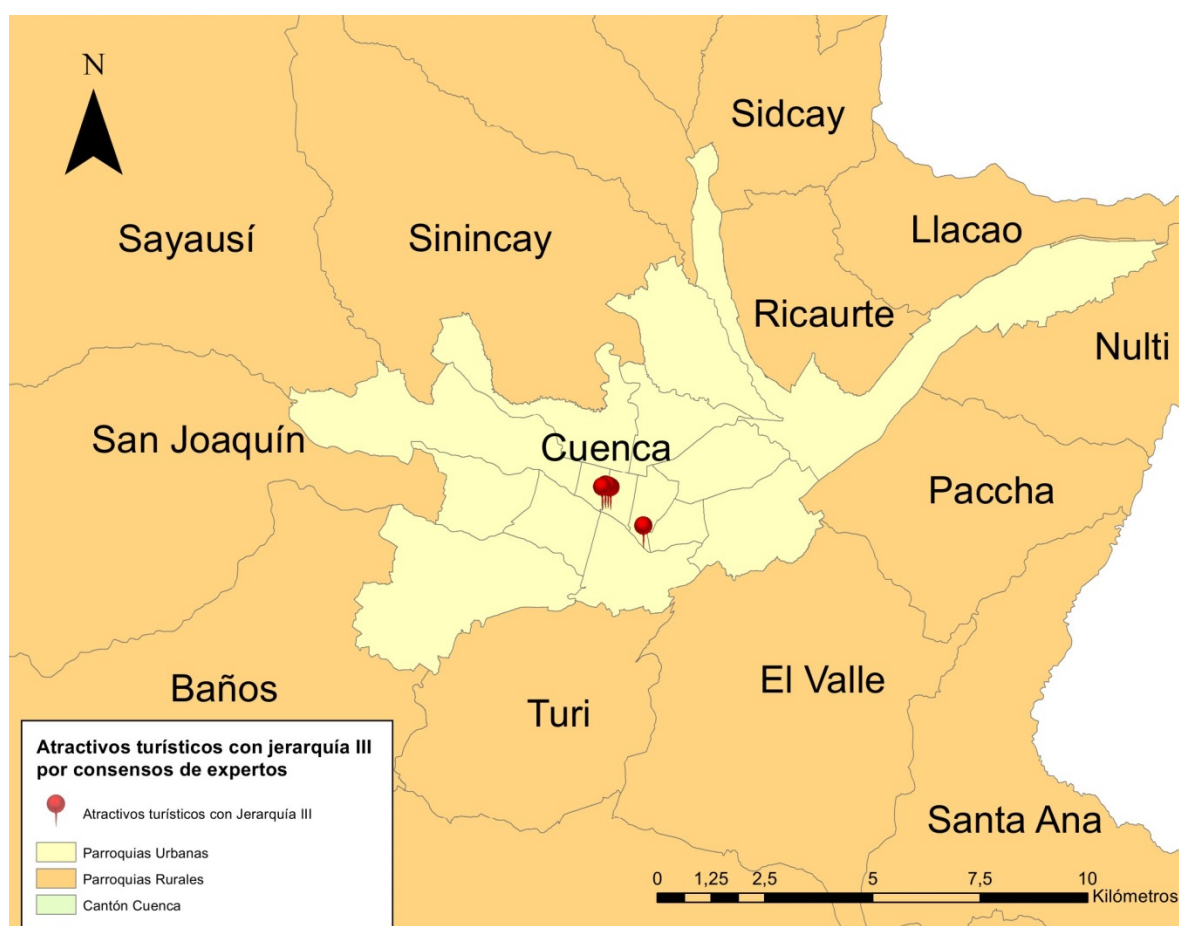 N
Sidcay
Llacao
Sayausí
Sinincay
Ricaurte
Nulti
San Joaquín
Cuenca
Paccha
Baños
Turi
El Valle
Santa Ana
Atractivos turísticos con jerarquía III
por consensos de expertos
Atractivos turísticos con Jerarquía III
Parroquias Urbanas
Parroquias Rurales
Cantón Cuenca
0 1,25 2,5 5 7,5 10
Kilómetros